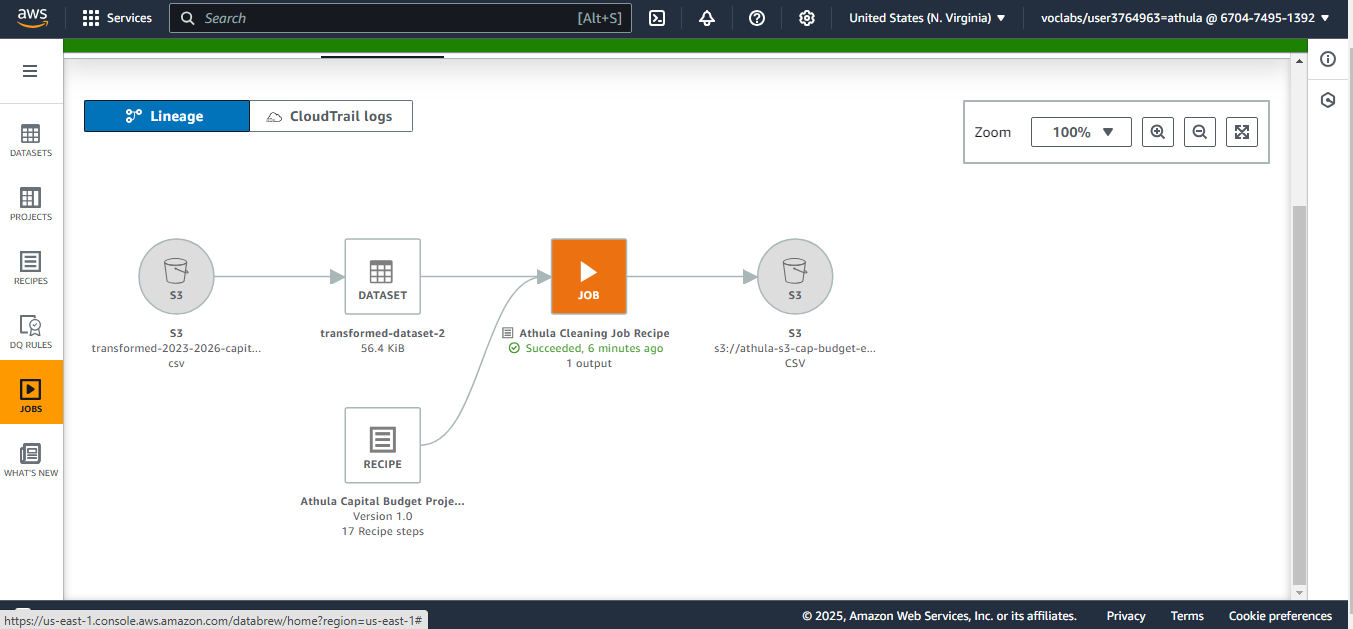 aws
Services
Search
[Alt+S]
United States (N. Virginia)
voclabs/user3764963=athula @ 6704-7495-1392
DATASETS
PROJECTS
RECIPES
DQ RULES
JOBS
WHAT'S NEW
Lineage
CloudTrail logs
Zoom
100%
S3
S3
transformed-2023-2026-capit...
csv
DATASET
transformed-dataset-2
56.4 KiB
JOB
Athula Cleaning Job Recipe
Succeeded, 6 minutes ago
1 output
S3
S3
s3://athula-s3-cap-budget-e...
CSV
RECIPE
Athula Capital Budget Proje...
Version 1.0
17 Recipe steps
https://us-east-1.console.aws.amazon.com/databrew/home?region=us-east-1#
© 2025, Amazon Web Services, Inc. or its affiliates.
Privacy
Terms
Cookie preferences